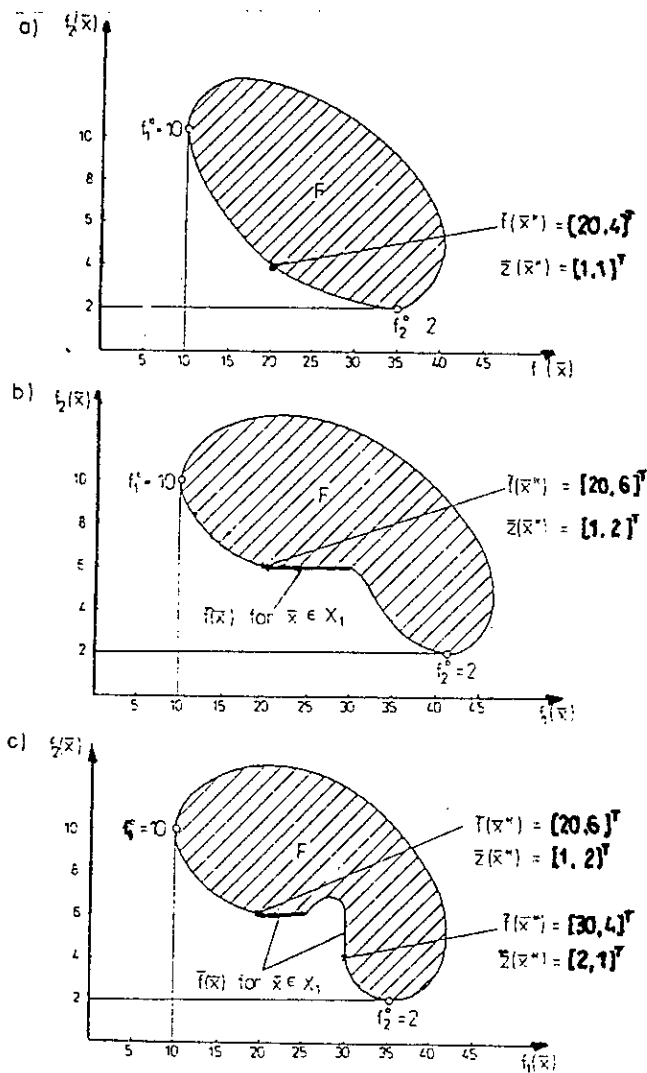 a) f₂(x̄)
f₁° = 10
10
8
5
4
2
F
f̄(x̄*) = [20,4]ᵀ
z̄(x̄*) = [1,1]ᵀ
f₂° 2
5 10 15 20 25 30 35 40 45
f (x̄)
b) f₂(x̄)
f₁° = 10
10
8
5
4
2
F
f̄(x̄*) = [20,6]ᵀ
z̄(x̄*) = [1,2]ᵀ
f̄(x̄) for x̄ ∈ X₁
f₂° = 2
5 10 15 20 25 30 35 40 45
f₁(x̄)
c) f₂(x̄)
f₁° = 10
10
8
6
4
2
F
f̄(x̄*) = [20,6]ᵀ
z̄(x̄*) = [1,2]ᵀ
f̄(x̄*) = [30,4]ᵀ
z̄(x̄*) = [2,1]ᵀ
f̄(x̄) for x̄ ∈ X₁
f₂° = 2
5 10 15 20 25 30 35 40 45
f₁(x̄)